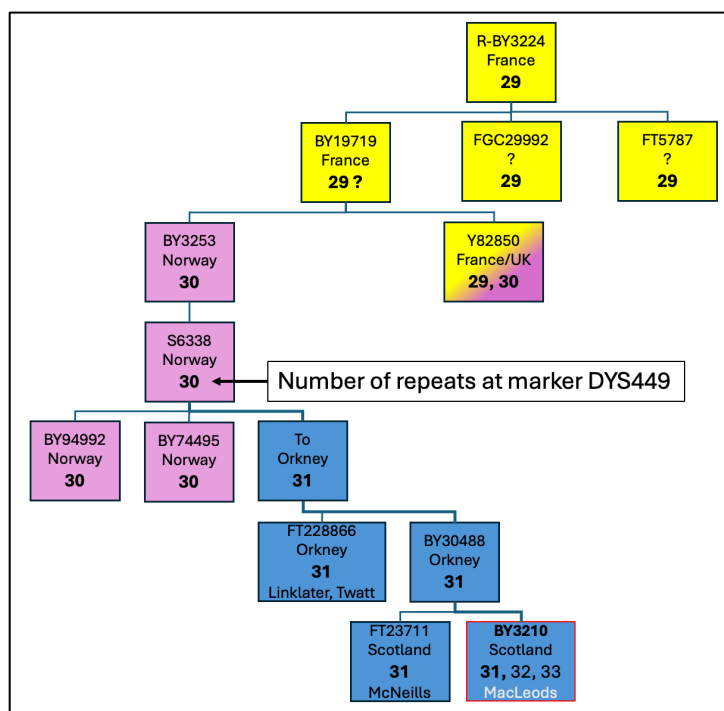 R-BY3224
France
29
BY19719
France
29 ?
FGC29992
?
29
FT5787
?
29
BY3253
Norway
30
Y82850
France/UK
29, 30
S6338
Norway
30
Number of repeats at marker DYS449
BY94992
Norway
30
BY74495
Norway
30
To
Orkney
31
FT228866
Orkney
31
Linklater, Twatt
BY30488
Orkney
31
FT23711
Scotland
31
McNeills
BY3210
Scotland
31, 32, 33
MacLeods